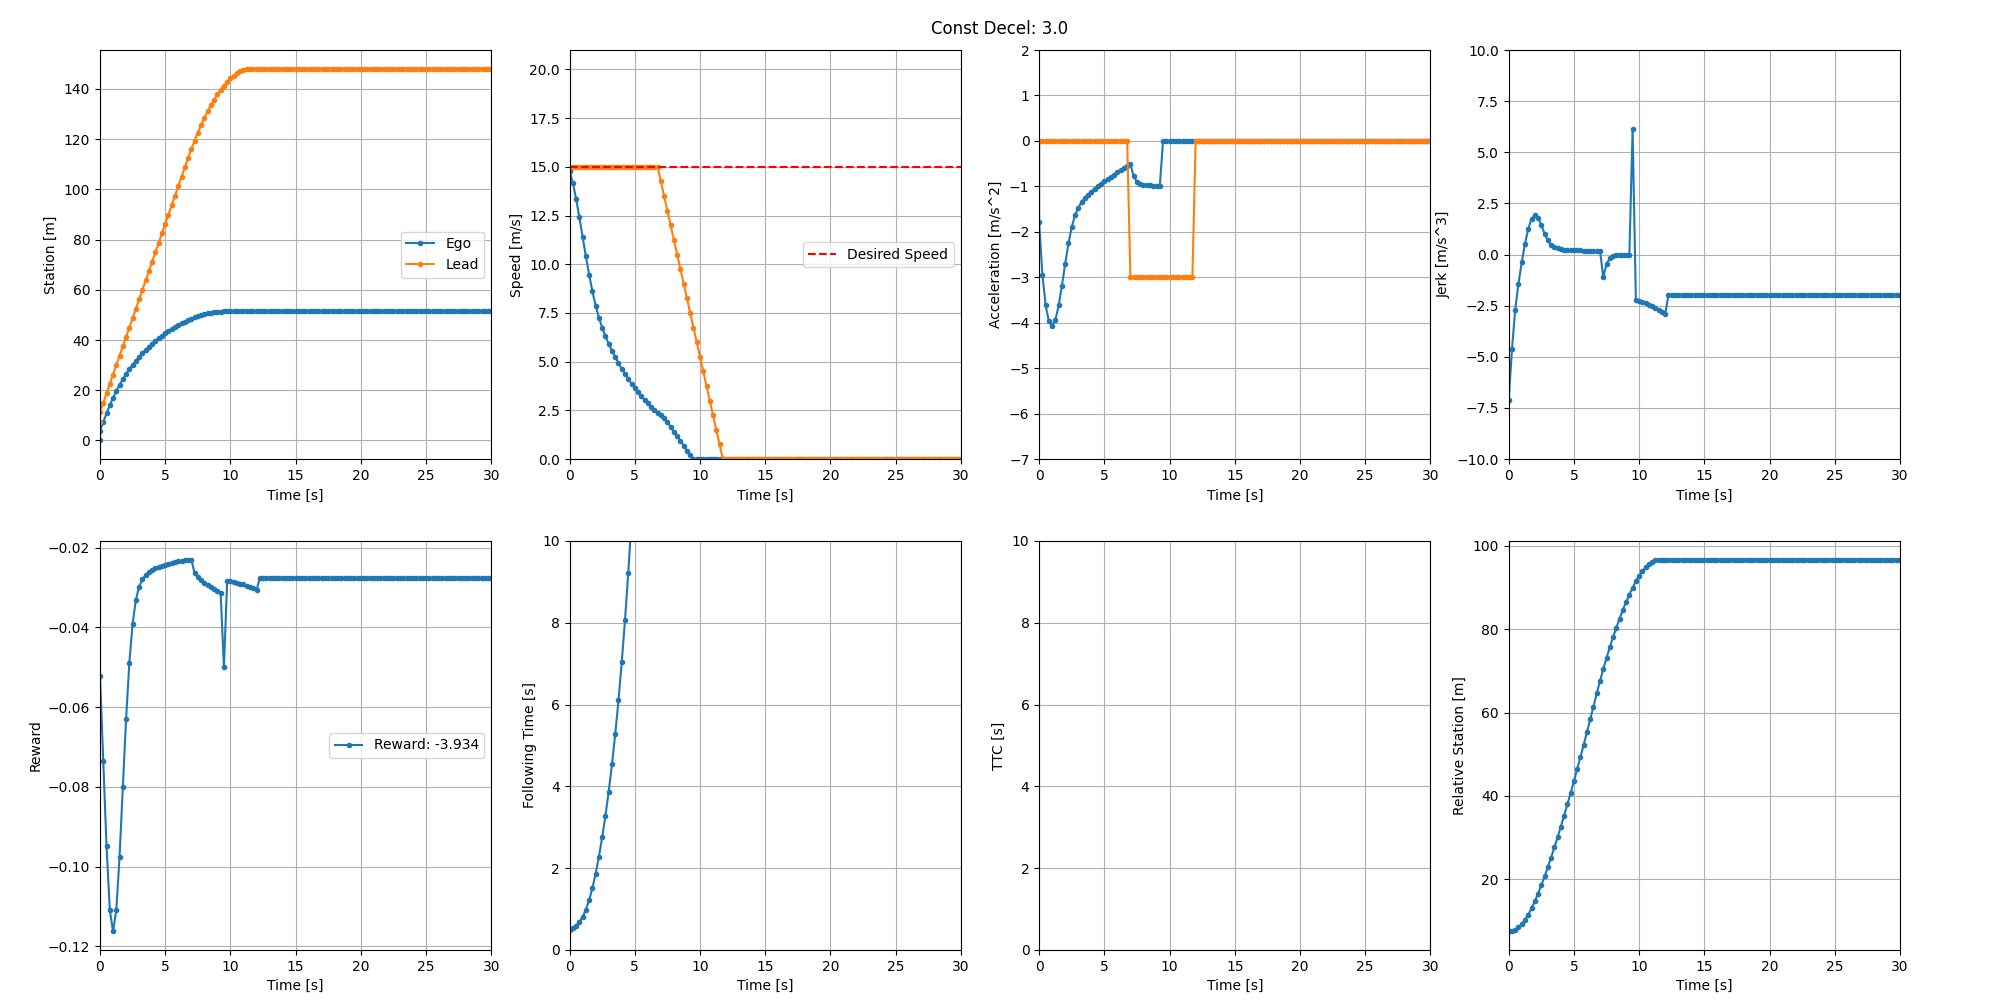 Const Decel: 3.0
Station [m]
140
120
100
80
60
40
20
0
Ego
Lead
0 5 10 15 20 25 30
Time [s]
Speed [m/s]
20.0
17.5
15.0
12.5
10.0
7.5
5.0
2.5
0.0
Desired Speed
0 5 10 15 20 25 30
Time [s]
Acceleration [m/s^2]
2
1
0
−1
−2
−3
−4
−5
−6
−7
0 5 10 15 20 25 30
Time [s]
Jerk [m/s^3]
10.0
7.5
5.0
2.5
0.0
−2.5
−5.0
−7.5
−10.0
0 5 10 15 20 25 30
Time [s]
Reward
−0.02
−0.04
−0.06
−0.08
−0.10
−0.12
Reward: -3.934
0 5 10 15 20 25 30
Time [s]
Following Time [s]
10
8
6
4
2
0
0 5 10 15 20 25 30
Time [s]
TTC [s]
10
8
6
4
2
0
0 5 10 15 20 25 30
Time [s]
Relative Station [m]
100
80
60
40
20
0 5 10 15 20 25 30
Time [s]